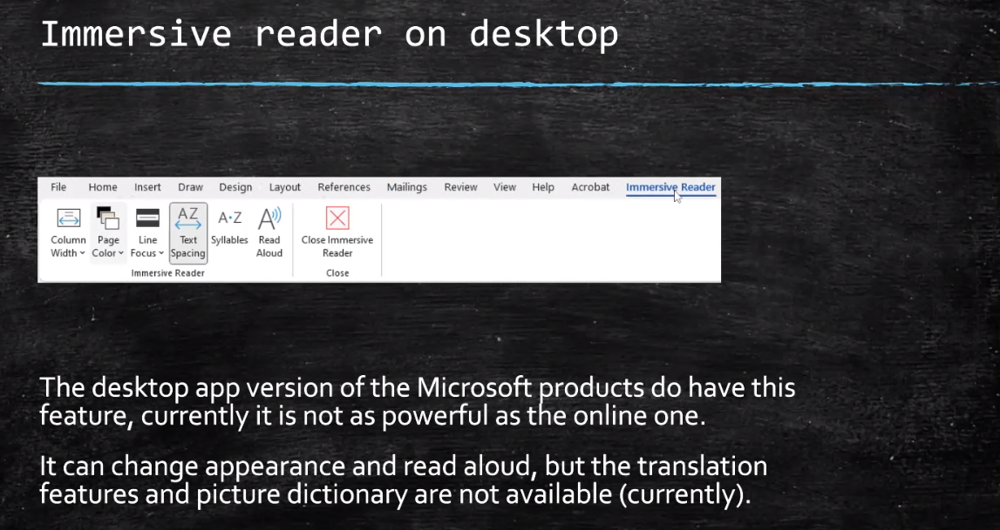 Immersive reader on desktop
File Home Insert Draw Design Layout References Mailings Review View Help Acrobat Immersive Reader
AZ A·Z A
Column Page Line Text Syllables Read Close Immersive
Width Color Focus Spacing Aloud Reader
Immersive Reader Close
The desktop app version of the Microsoft products do have this
feature, currently it is not as powerful as the online one.
It can change appearance and read aloud, but the translation
features and picture dictionary are not available (currently).